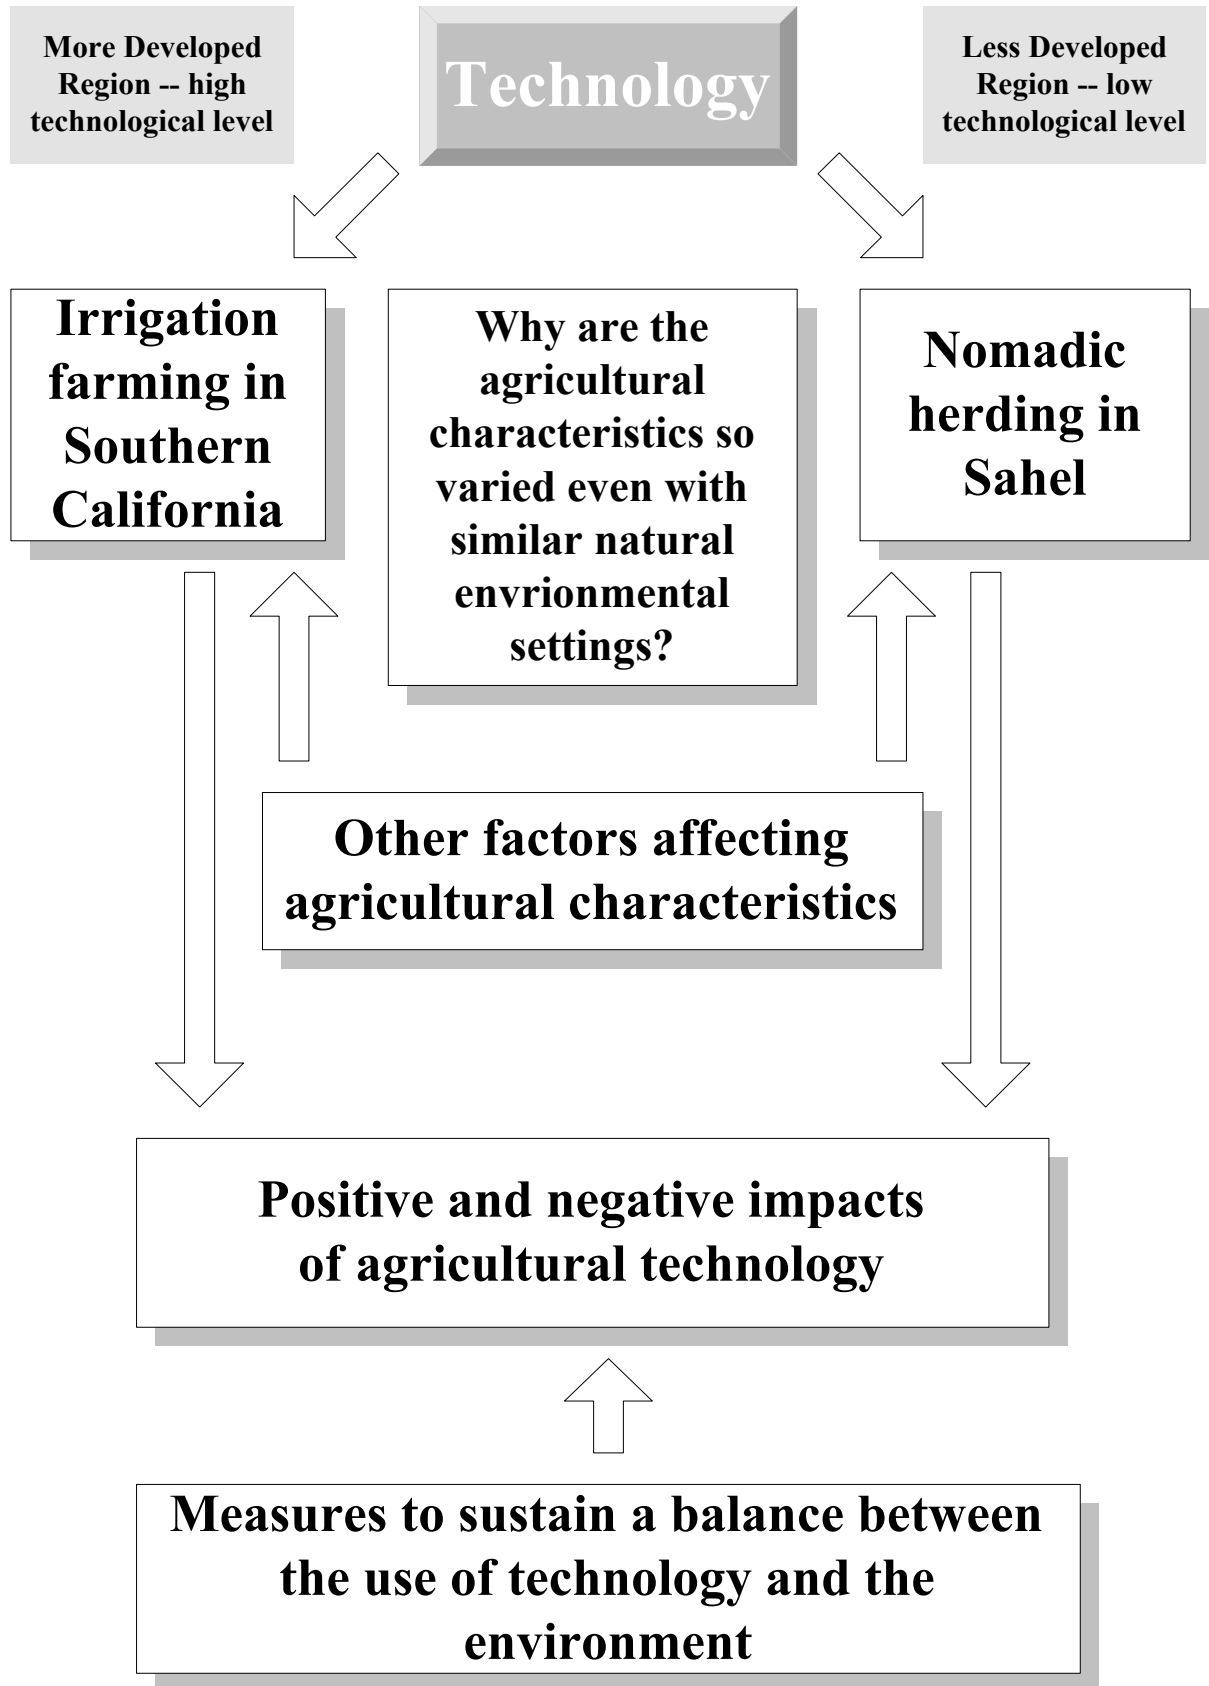 More Developed
Region -- high
technological level
Technology
Less Developed
Region -- low
technological level
Irrigation
farming in
Southern
California
Why are the
agricultural
characteristics so
varied even with
similar natural
envrionmental
settings?
Nomadic
herding in
Sahel
Other factors affecting
agricultural characteristics
Positive and negative impacts
of agricultural technology
Measures to sustain a balance between
the use of technology and the
environment